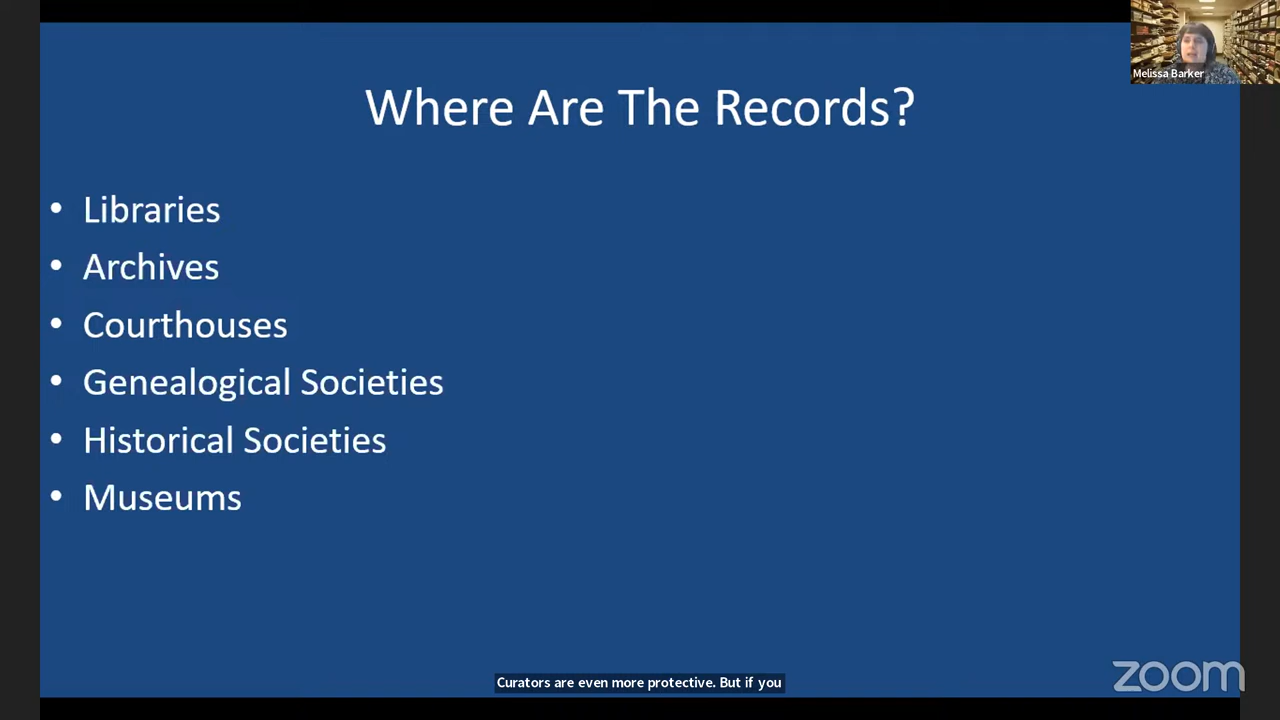 Melissa Barker
Where Are The Records?
• Libraries
• Archives
• Courthouses
• Genealogical Societies
• Historical Societies
• Museums
Curators are even more protective. But if you
zoom